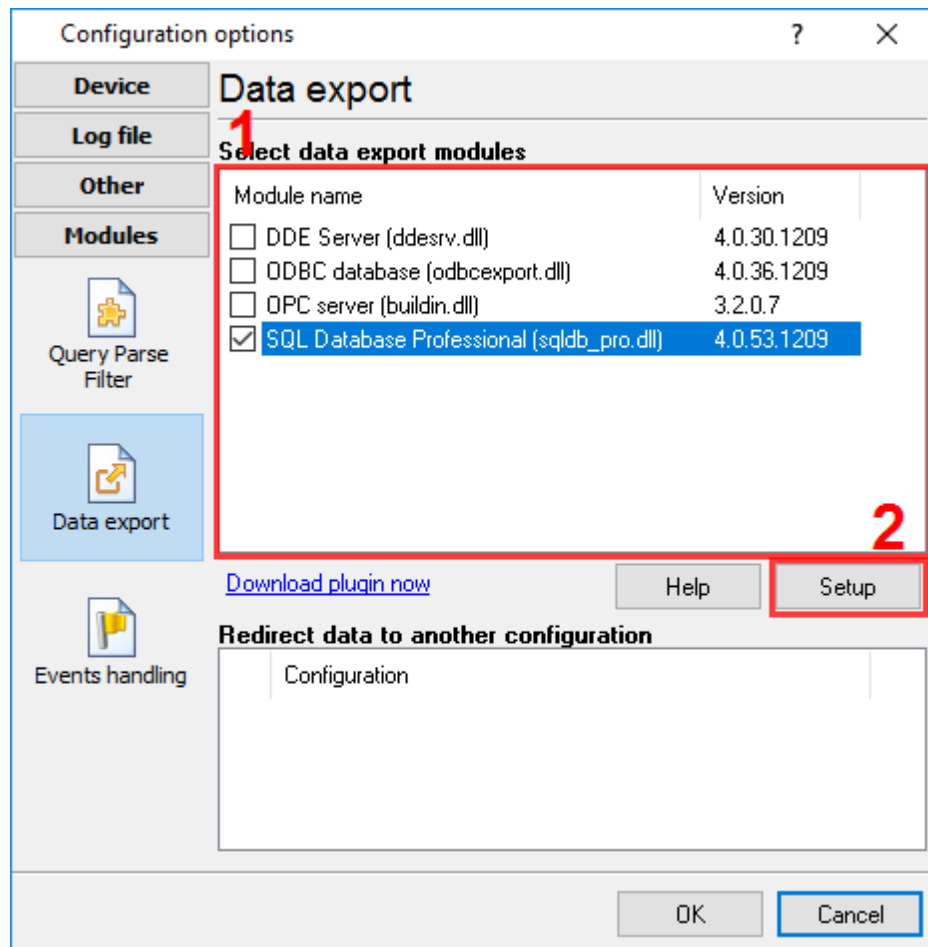 Configuration options
?
Device
Log file
Other
Modules
Query Parse
Filter
Data export
Events handling
Data export
1
Select data export modules
Module name Version
DDE Server (ddesrv.dll) 4.0.30.1209
ODBC database (odbcexport.dll) 4.0.36.1209
OPC server (buildin.dll) 3.2.0.7
SQL Database Professional (sqldb_pro.dll) 4.0.53.1209
2
Download plugin now Help Setup
Redirect data to another configuration
Configuration
OK Cancel